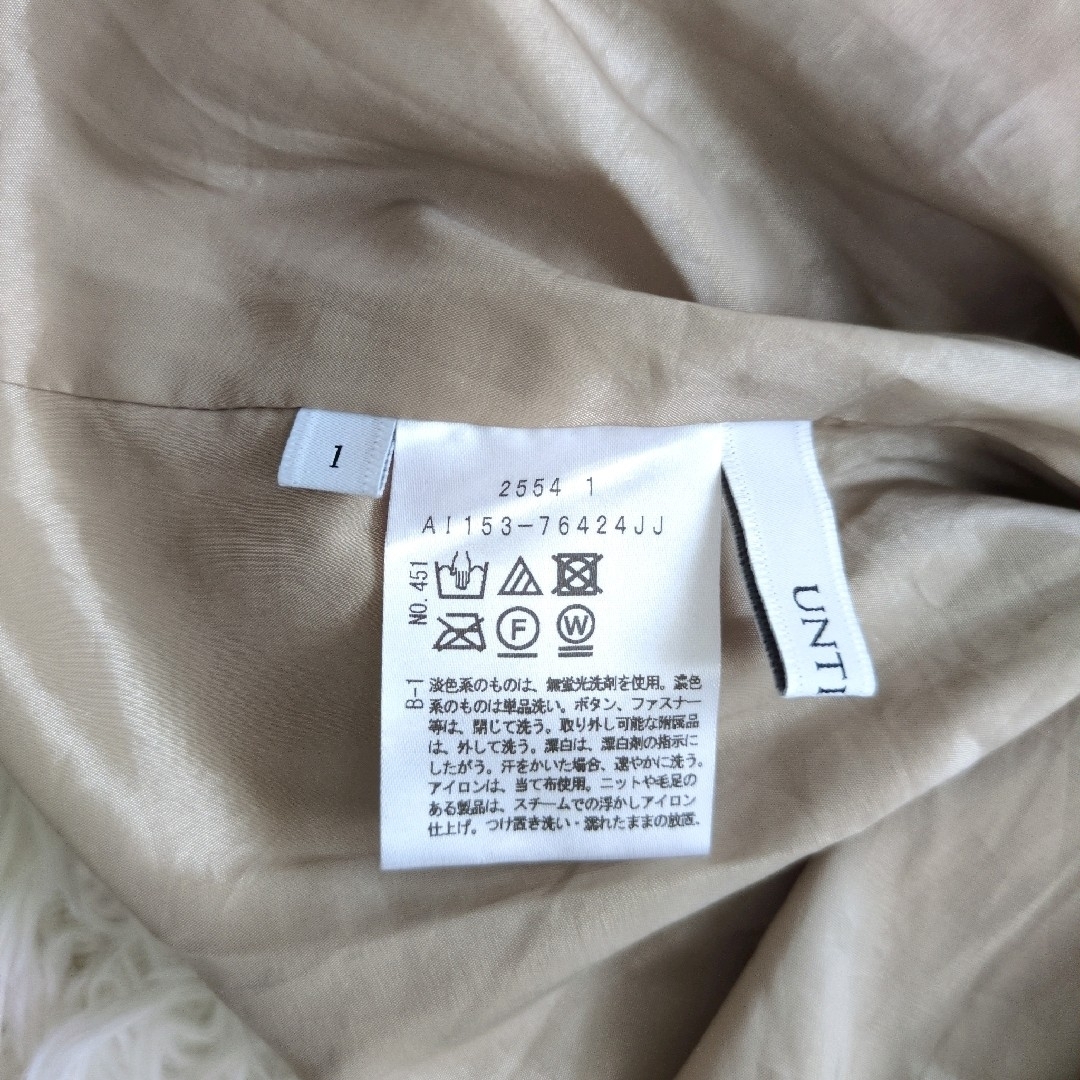 1
2554 1
AI153-76424JJ
NO.451
F
W
B-1
淡色系のものは、無蛍光洗剤を使用。濃色
系のものは単品洗い。ボタン、ファスナー
等は、閉じて洗う。取り外し可能な附属品
は、外して洗う。漂白は、漂白剤の指示に
したがう。汗をかいた場合、速やかに洗う。
アイロンは、当て布使用。ニットや毛足の
ある製品は、スチームでの浮かしアイロン
仕上げ。つけ置き洗い・濡れたままの放置、
UNTI